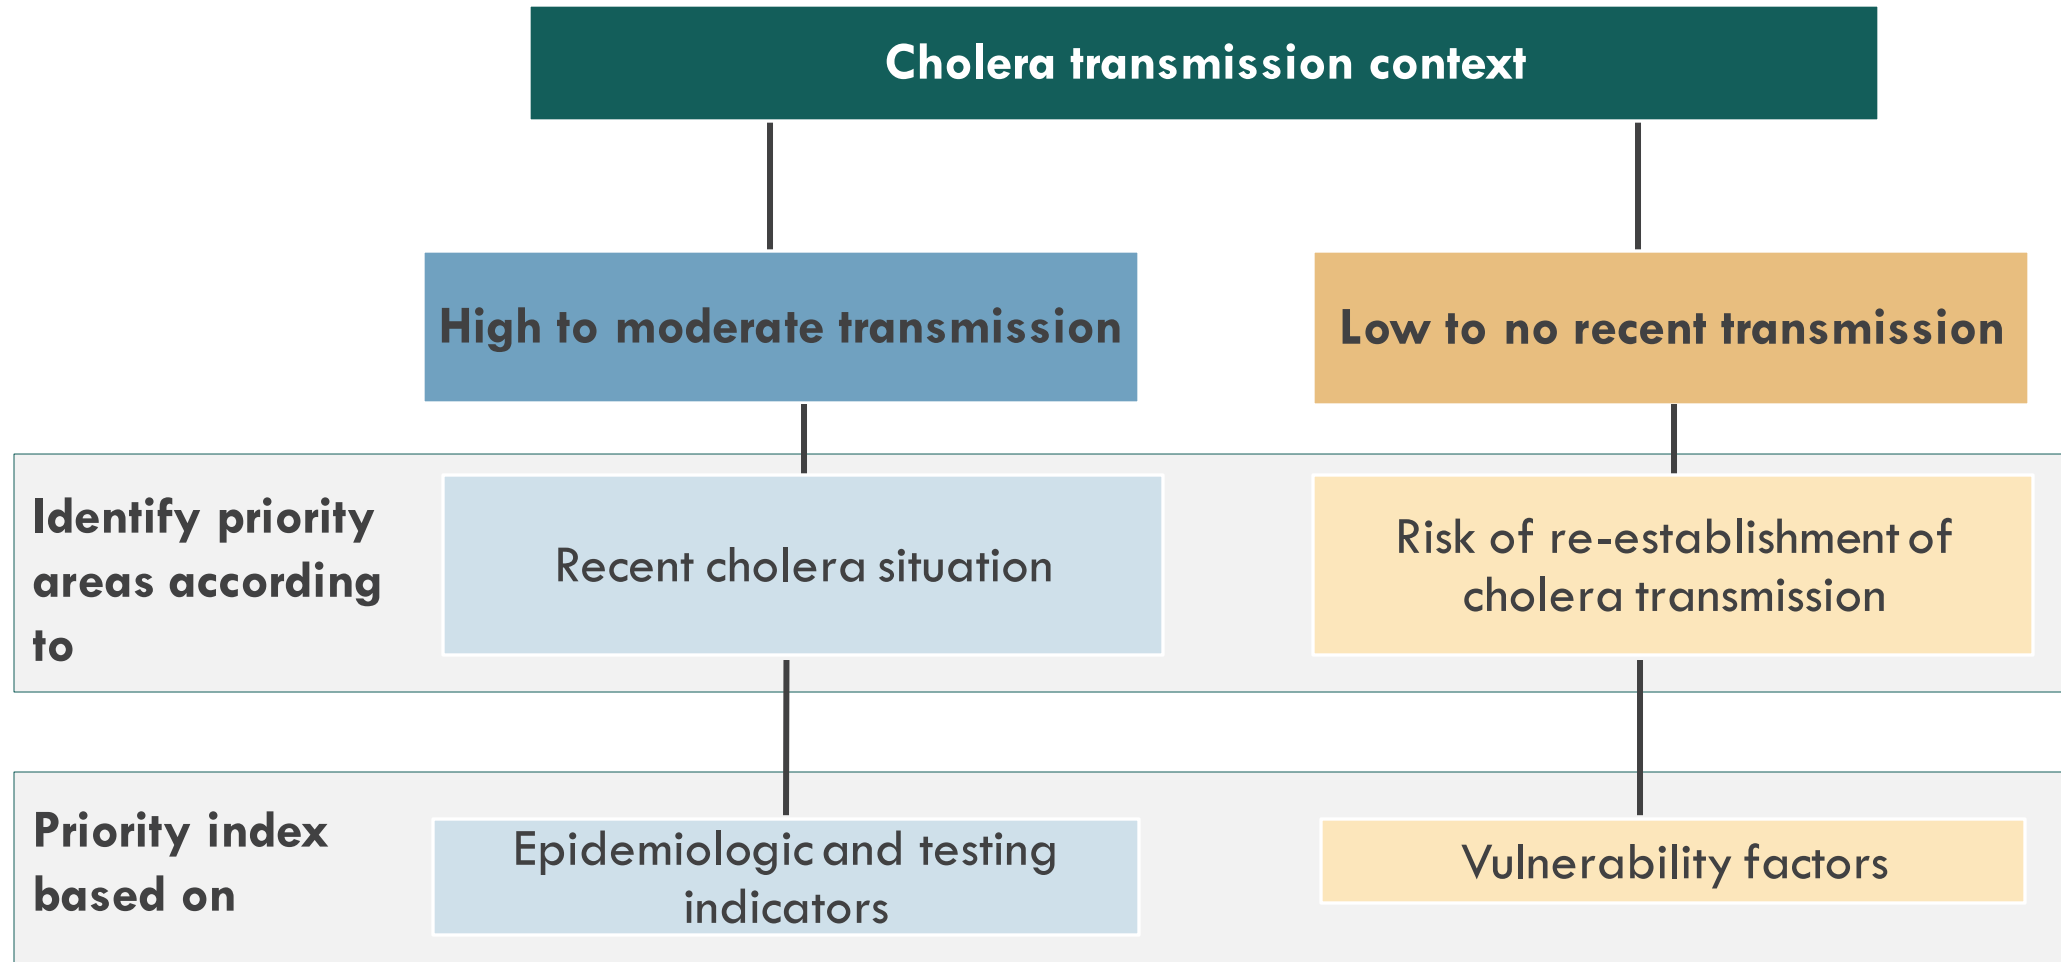 Cholera transmission context
High to moderate transmission
Low to no recent transmission
Identify priority
areas according
to
Recent cholera situation
Risk of re-establishment of
cholera transmission
Priority index
based on
Epidemiologic and testing
indicators
Vulnerability factors